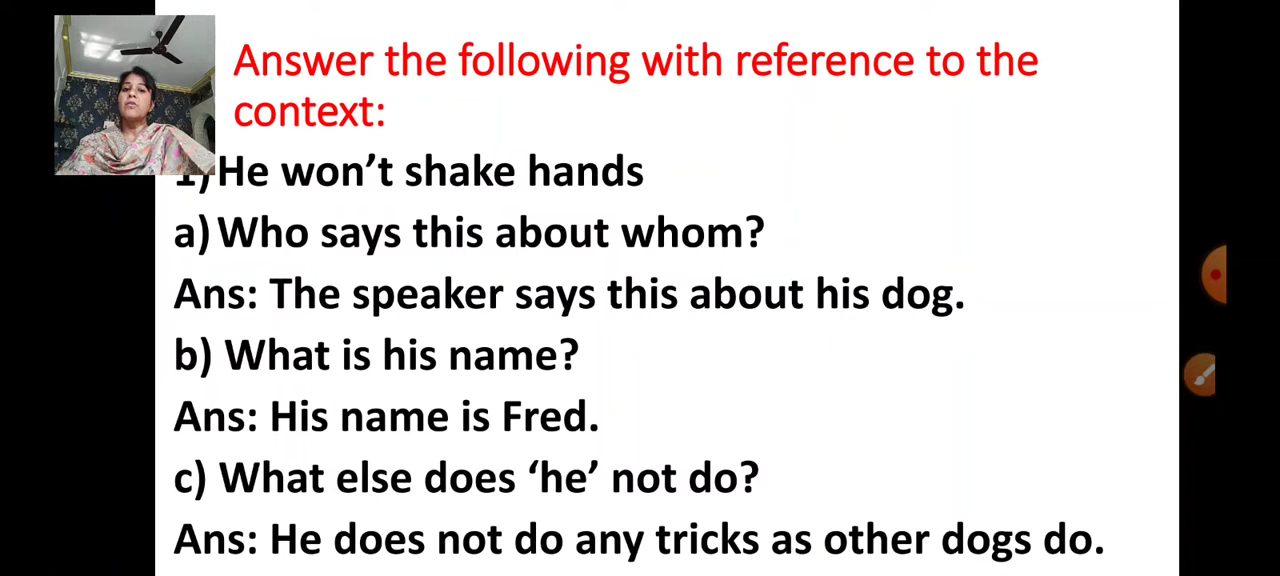 Answer the following with reference to the
context:
1) He won't shake hands
a) Who says this about whom?
Ans: The speaker says this about his dog.
b) What is his name?
Ans: His name is Fred.
c) What else does ‘he’ not do?
Ans: He does not do any tricks as other dogs do.